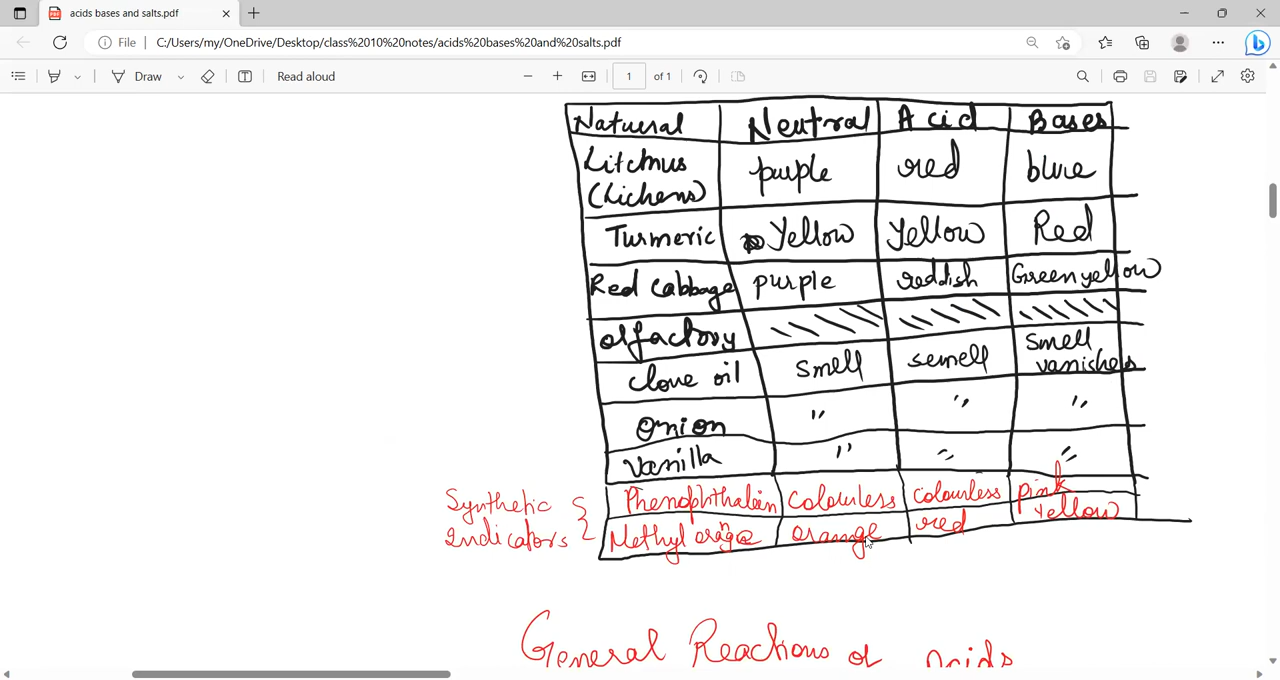 acids bases and salts.pdf
File C:/Users/my/OneDrive/Desktop/class%2010%20notes/acids%20bases%20and%20salts.pdf
Draw Read aloud 1 of 1
Natural Neutral Acid Bases
Litmus (Lichens) purple red blue
Turmeric Yellow Yellow Red
Red cabbage purple reddish Green yellow
olfactory
clove oil smell semell smell vanishes
onion " " "
Vanilla " " "
Synthetic Indicators
Phenophthalein colourless colourless pink
Methyl orange orange red yellow
General Reactions of acids